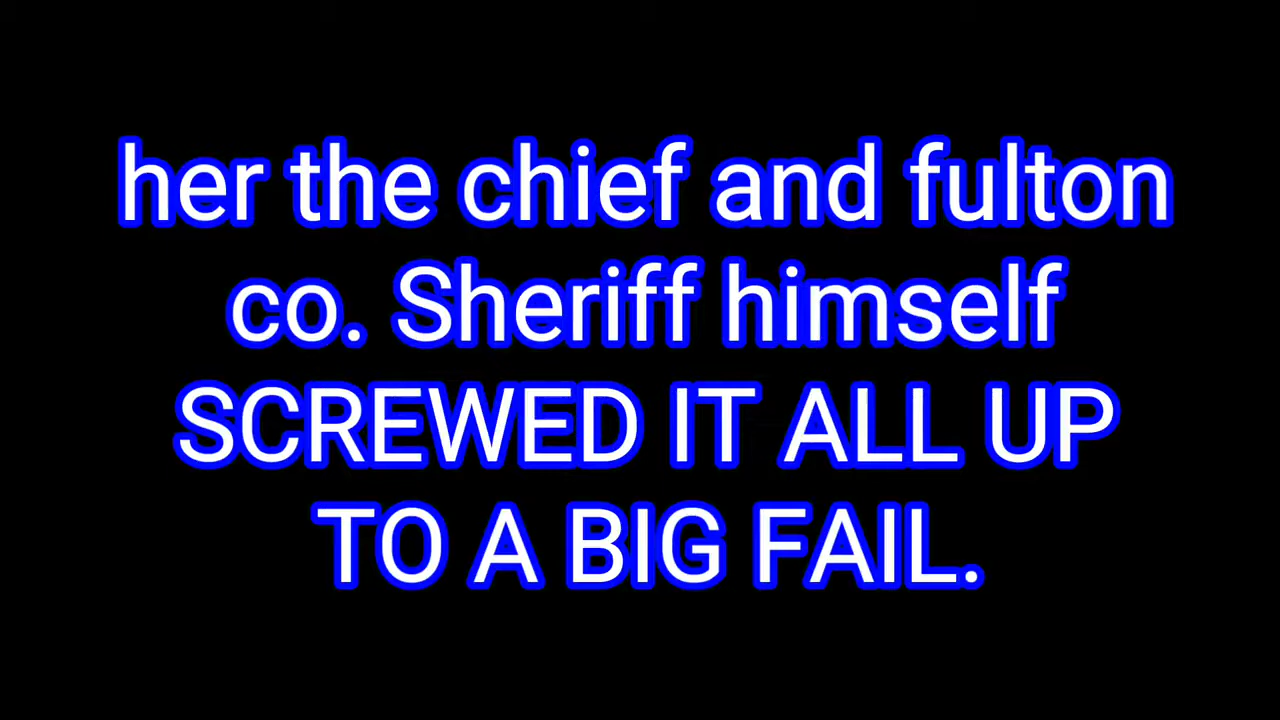 her the chief and fulton
co. Sheriff himself
SCREWED IT ALL UP
TO A BIG FAIL.